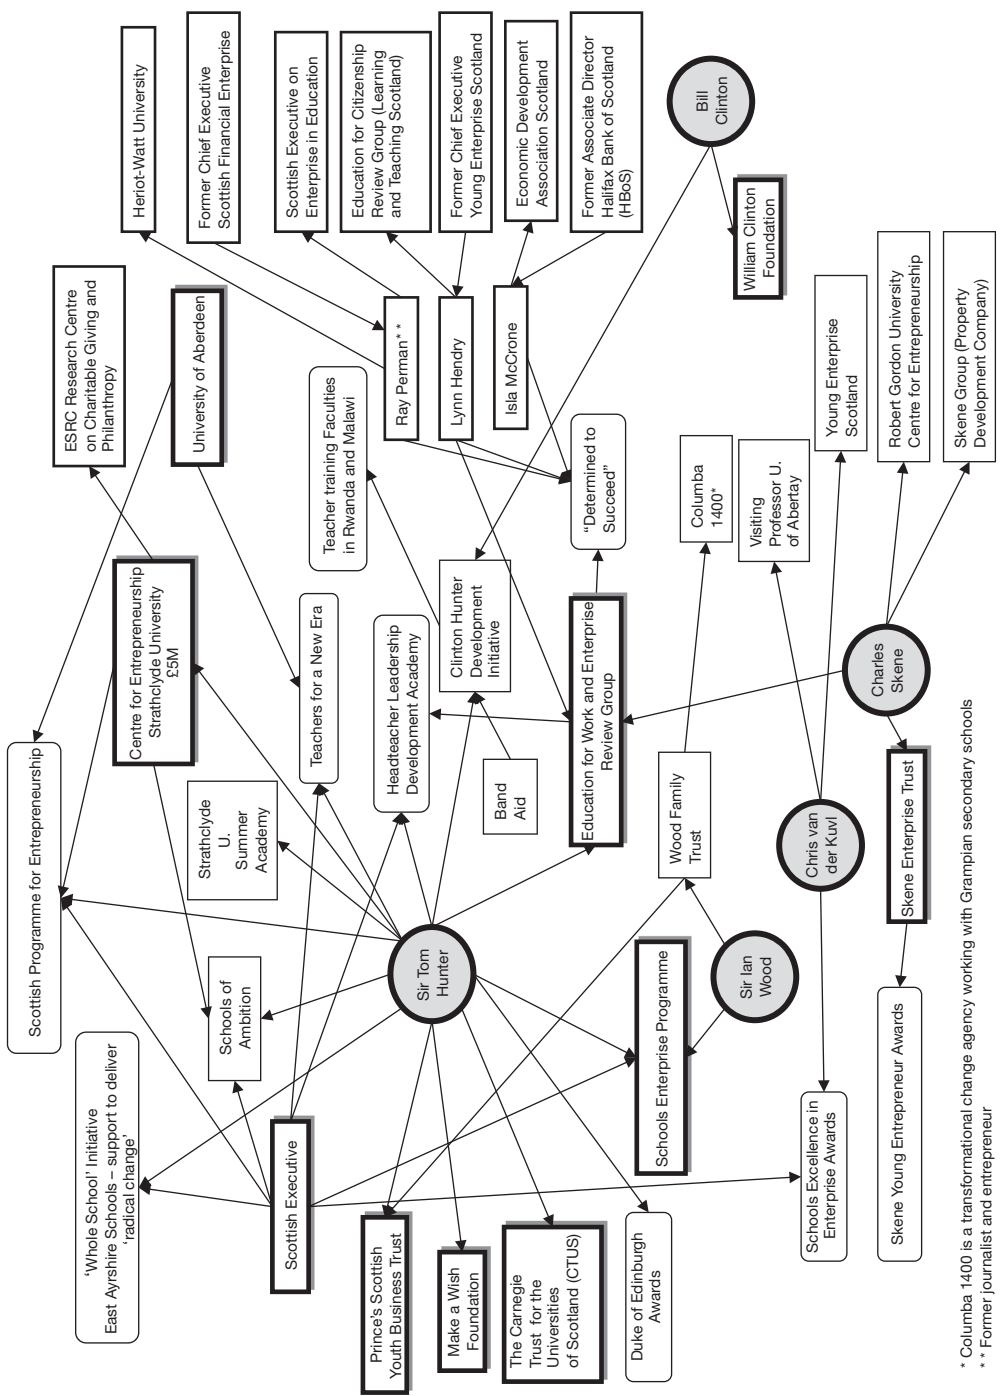 Scottish Programme for Entrepreneurship
'Whole School' Initiative
East Ayrshire Schools – support to deliver
'radical change'
Centre for Entrepreneurship
Strathclyde University
£5M
ESRC Research Centre
on Charitable Giving and
Philanthropy
Heriot-Watt University
University of Aberdeen
Former Chief Executive
Scottish Financial Enterprise
Schools of
Ambition
Strathclyde
U.
Summer
Academy
Scottish Executive
Teachers for a New Era
Teacher training Faculties
in Rwanda and Malawi
Scottish Executive on
Enterprise in Education
Education for Citizenship
Review Group (Learning
and Teaching Scotland)
Prince's Scottish
Youth Business Trust
Sir Tom
Hunter
Headteacher Leadership
Development Academy
Ray Perman* *
Make a Wish
Foundation
Clinton Hunter
Development
Initiative
Lynn Hendry
Former Chief Executive
Young Enterprise Scotland
The Carnegie
Trust for the
Universities
of Scotland (CTUS)
Band
Aid
Isla McCrone
Economic Development
Association Scotland
Education for Work and Enterprise
Review Group
"Determined to
Succeed"
Former Associate Director
Halifax Bank of Scotland
(HBoS)
Duke of Edinburgh
Awards
Schools Enterprise Programme
Wood Family
Trust
Columba
1400*
Bill
Clinton
Sir Ian
Wood
Visiting
Professor U.
of Abertay
William Clinton
Foundation
Schools Excellence in
Enterprise Awards
Chris van
der Kuvl
Young Enterprise
Scotland
Skene Young Entrepreneur Awards
Skene Enterprise Trust
Charles
Skene
Robert Gordon University
Centre for Entrepreneurship
Skene Group (Property
Development Company)
* Columba 1400 is a transformational change agency working with Grampian secondary schools
* * Former journalist and entrepreneur